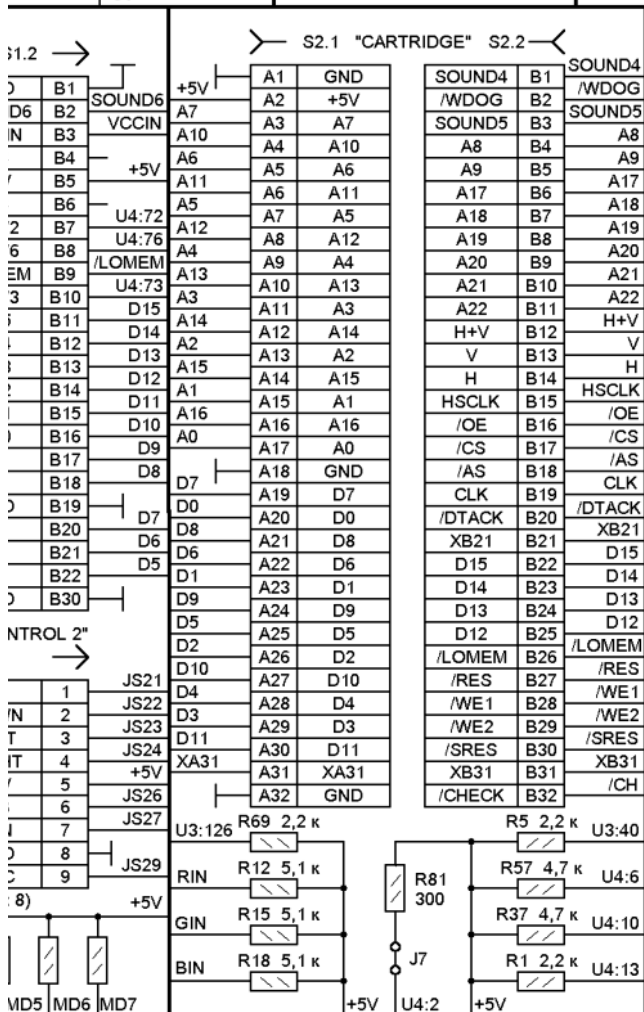 S2.1 "CARTRIDGE" S2.2
S1.2
+5V A1 GND SOUND4 B1 SOUND4
B1 SOUND6 A7 A2 +5V /WDOG B2 /WDOG
D6 B2 VCCIN A10 A3 A7 SOUND5 B3 SOUND5
IN B3 A6 A4 A10 A8 B4 A8
B4 +5V A11 A5 A6 A9 B5 A9
B5 A5 A6 A11 A17 B6 A17
B6 U4:72 A12 A7 A5 A18 B7 A18
2 B7 U4:76 A4 A8 A12 A19 B8 A19
6 B8 /LOMEM A13 A9 A4 A20 B9 A20
EM B9 U4:73 A3 A10 A13 A21 B10 A21
3 B10 D15 A14 A11 A3 A22 B11 A22
B11 D14 A2 A12 A14 H+V B12 H+V
B12 D13 A15 A13 A2 V B13 V
B13 D12 A1 A14 A15 H B14 H
B14 D11 A16 A15 A1 HSCLK B15 HSCLK
B15 D10 A0 A16 A16 /OE B16 /OE
B16 D9 A17 A0 /CS B17 /CS
B17 D8 D7 A18 GND /AS B18 /AS
B18 D0 A19 D7 CLK B19 CLK
B19 D7 D8 A20 D0 /DTACK B20 /DTACK
B20 D6 D6 A21 D8 XB21 B21 XB21
B21 D5 D1 A22 D6 D15 B22 D15
B22 D9 A23 D1 D14 B23 D14
B30 D5 A24 D9 D13 B24 D13
D2 A25 D5 D12 B25 D12
NTROL 2" D10 A26 D2 /LOMEM B26 /LOMEM
JS21 D4 A27 D10 /RES B27 /RES
1 JS22 D3 A28 D4 /WE1 B28 /WE1
VN 2 JS23 D11 A29 D3 /WE2 B29 /WE2
T 3 JS24 XA31 A30 D11 /SRES B30 /SRES
HT 4 +5V A31 XA31 XB31 B31 XB31
5 JS26 A32 GND /CHECK B32 /CH
6 JS27
7 U3:126 R69 2,2 к R5 2,2 к U3:40
8 JS29
9 RIN R12 5,1 к R81 300 R57 4,7 к U4:6
: 8) +5V
GIN R15 5,1 к R37 4,7 к U4:10
BIN R18 5,1 к J7 R1 2,2 к U4:13
MD5 MD6 MD7 +5V U4:2 +5V